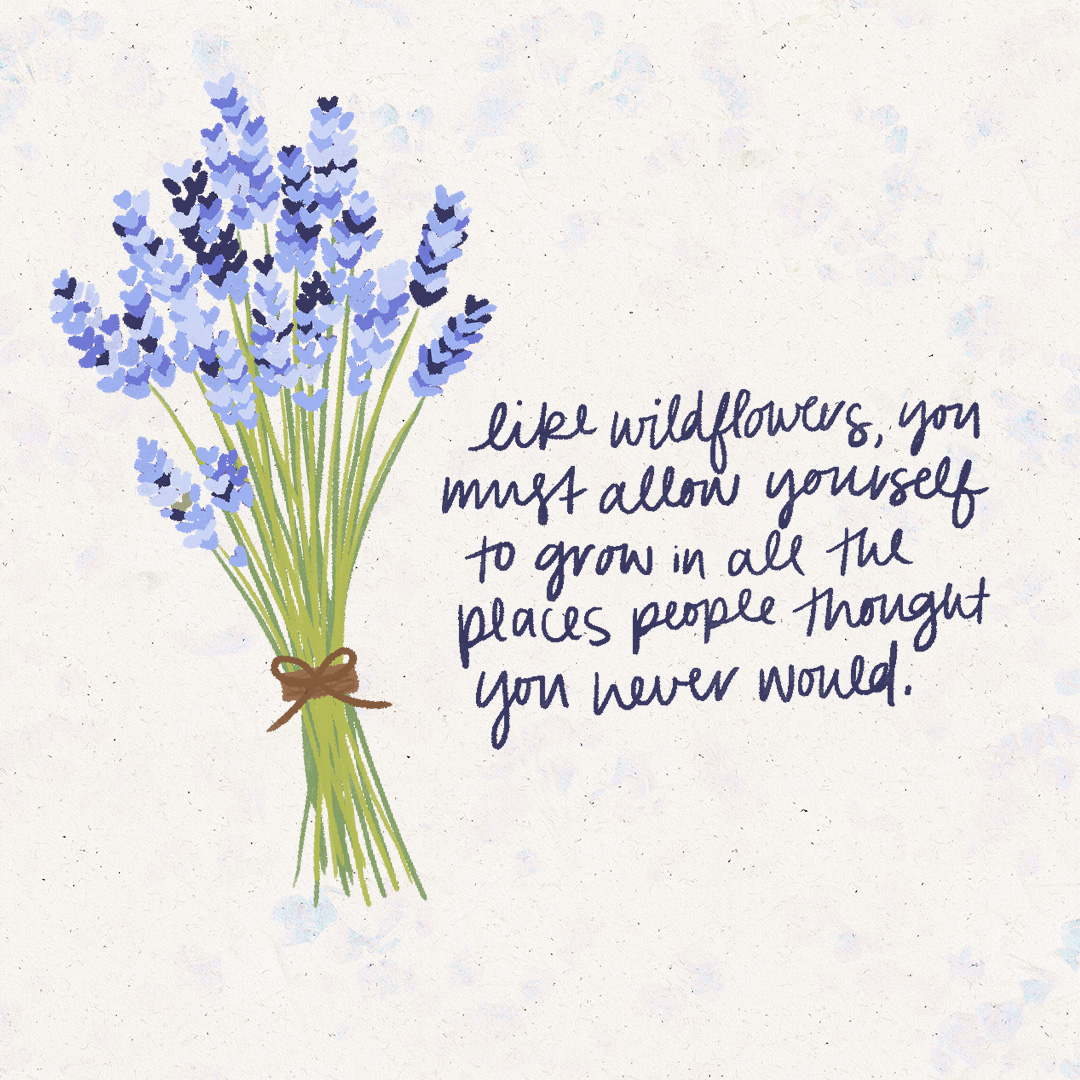 like wildflowers, you
must allow yourself
to grow in all the
places people thought
you never would.